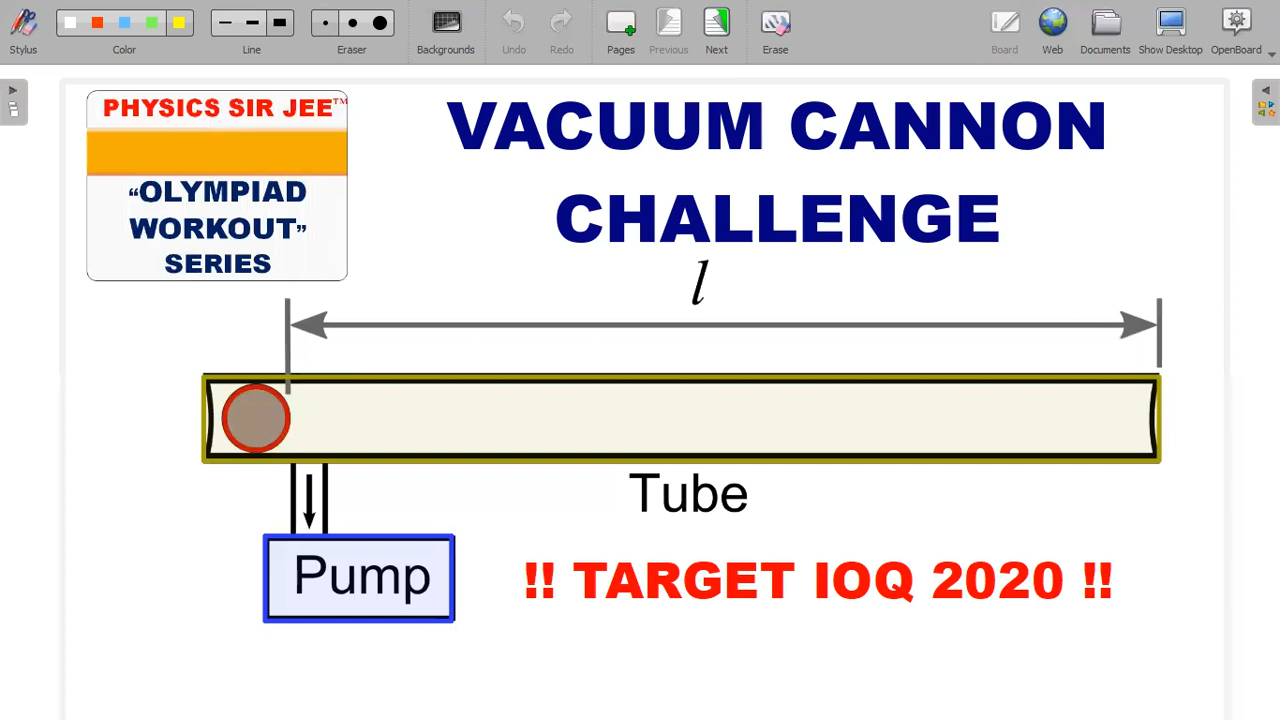 Stylus
Color
Line
Eraser
Backgrounds
Undo
Redo
Pages
Previous
Next
Erase
Board
Web
Documents
Show Desktop
OpenBoard
PHYSICS SIR JEE™
“OLYMPIAD
WORKOUT”
SERIES
VACUUM CANNON
CHALLENGE
l
Tube
Pump
!! TARGET IOQ 2020 !!